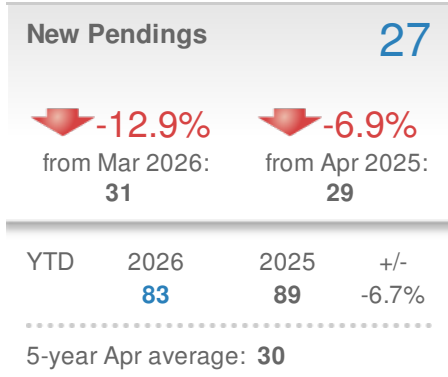 New Pendings 27
-12.9% -6.9%
from Mar 2026: from Apr 2025:
31 29
YTD 2026 2025 +/-
83 89 -6.7%
5-year Apr average: 30